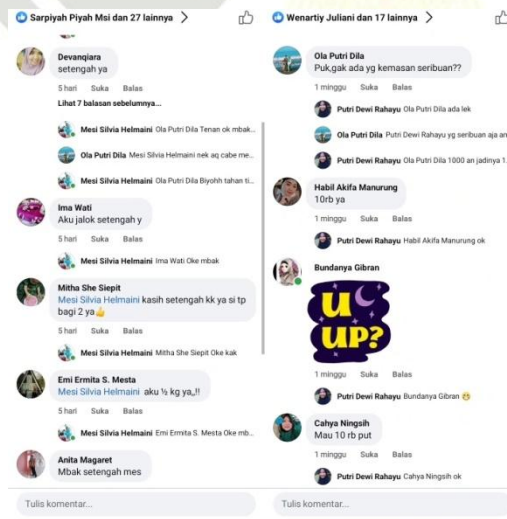 Sarpiyah Piyah Msi dan 27 lainnya
Devanqiara
setengah ya
5 hari Suka Balas
Lihat 7 balasan sebelumnya...
Mesi Silvia Helmaini Ola Putri Dila Tenan ok mbak...
Ola Putri Dila Mesi Silvia Helmaini nek aq cabe me...
Mesi Silvia Helmaini Ola Putri Dila Biyohh tahan ti...
Ima Wati
Aku jalok setengah y
5 hari Suka Balas
Mesi Silvia Helmaini Ima Wati Oke mbak
Mitha She Siepit
Mesi Silvia Helmaini kasih setengah kk ya si tp
bagi 2 ya👍
5 hari Suka Balas
Mesi Silvia Helmaini Mitha She Siepit Oke kak
Emi Ermita S. Mesta
Mesi Silvia Helmaini aku ½ kg ya,,!!
5 hari Suka Balas
Mesi Silvia Helmaini Emi Ermita S. Mesta Oke mb...
Anita Magaret
Mbak setengah mes
Tulis komentar...
Wenartiy Juliani dan 17 lainnya
Ola Putri Dila
Puk,gak ada yg kemasan seribuan??
1 minggu Suka Balas
Putri Dewi Rahayu Ola Putri Dila ada lek
Ola Putri Dila Putri Dewi Rahayu yg seribuan aja an
Putri Dewi Rahayu Ola Putri Dila 1000 an jadinya 1.
Habil Akifa Manurung
10rb ya
1 minggu Suka Balas
Putri Dewi Rahayu Habil Akifa Manurung ok
Bundanya Gibran
U
UP?
1 minggu Suka Balas
Putri Dewi Rahayu Bundanya Gibran 😁
Cahya Ningsih
Mau 10 rb put
1 minggu Suka Balas
Putri Dewi Rahayu Cahya Ningsih ok
Tulis komentar...